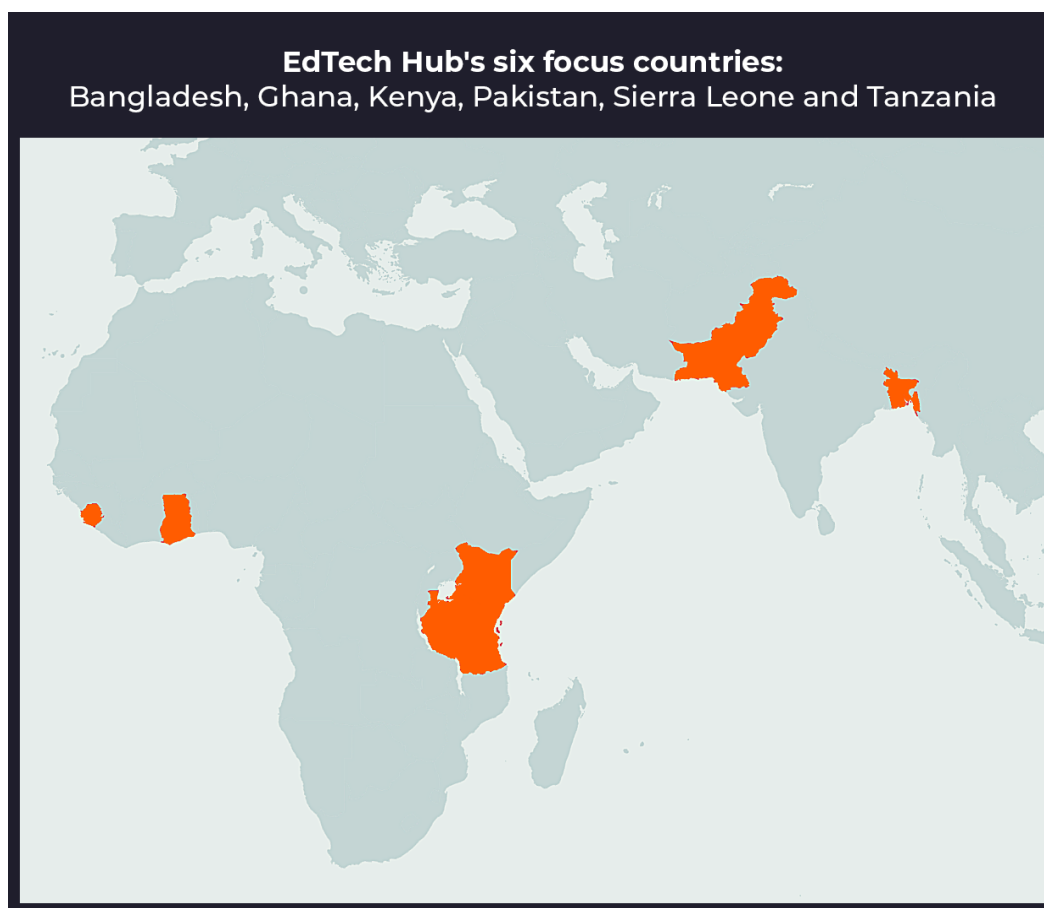 EdTech Hub's six focus countries:
Bangladesh, Ghana, Kenya, Pakistan, Sierra Leone and Tanzania